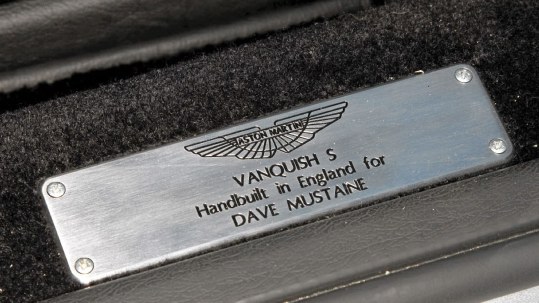 ASTON MARTIN
VANQUISH S
Handbuilt in England for
DAVE MUSTAINE